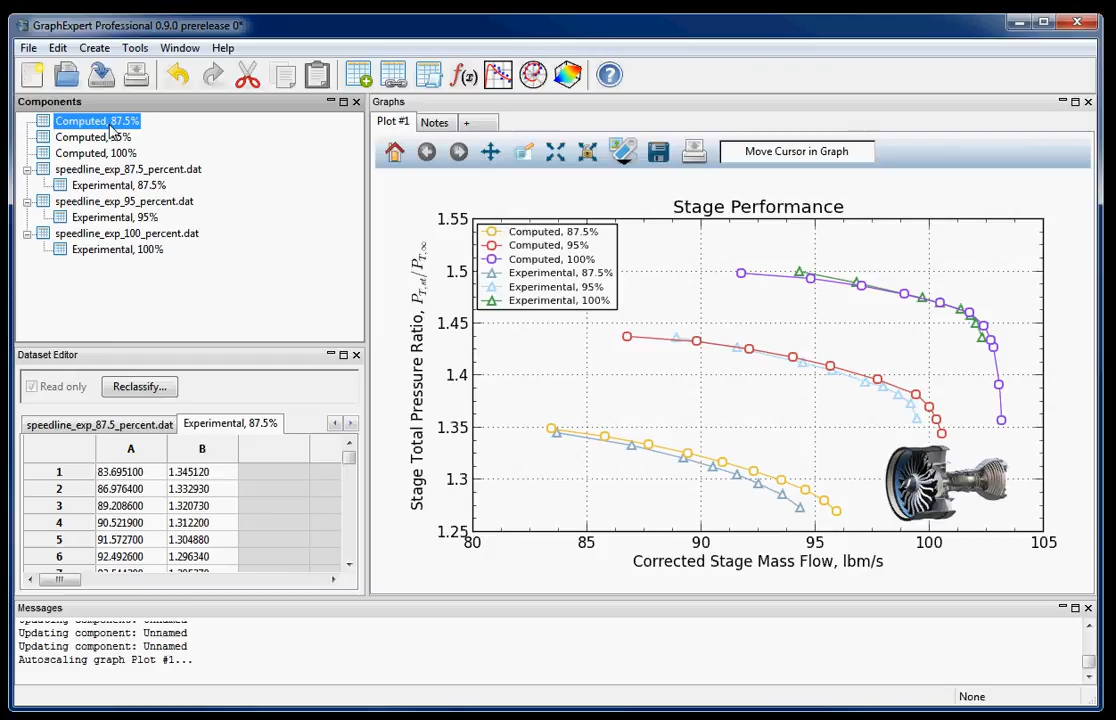 GraphExpert Professional 0.9.0 prerelease 0*
File Edit Create Tools Window Help
Components
Computed, 87.5%
Computed, 95%
Computed, 100%
speedline_exp_87.5_percent.dat
Experimental, 87.5%
speedline_exp_95_percent.dat
Experimental, 95%
speedline_exp_100_percent.dat
Experimental, 100%
Dataset Editor
Read only Reclassify...
speedline_exp_87.5_percent.dat Experimental, 87.5%
A B
1 83.695100 1.345120
2 86.976400 1.332930
3 89.208600 1.320730
4 90.521900 1.312200
5 91.572700 1.304880
6 92.492600 1.296340
Graphs
Plot #1 Notes +
Move Cursor in Graph
Stage Performance
Computed, 87.5%
Computed, 95%
Computed, 100%
Experimental, 87.5%
Experimental, 95%
Experimental, 100%
Stage Total Pressure Ratio, P_{T,st}/P_{T,∞}
1.55
1.5
1.45
1.4
1.35
1.3
1.25
80 85 90 95 100 105
Corrected Stage Mass Flow, lbm/s
Messages
Updating component: Unnamed
Updating component: Unnamed
Updating component: Unnamed
Autoscaling graph Plot #1...
None